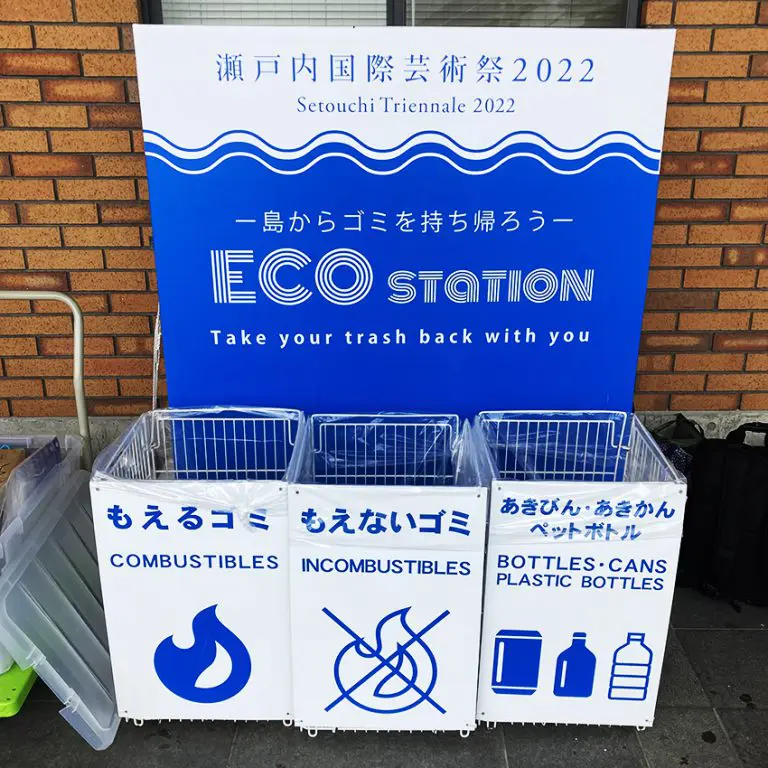 瀬戸内国際芸術祭2022
Setouchi Triennale 2022
ー島からゴミを持ち帰ろうー
ECO STATION
Take your trash back with you
もえるゴミ
COMBUSTIBLES
もえないゴミ
INCOMBUSTIBLES
あきびん・あきかん
ペットボトル
BOTTLES・CANS
PLASTIC BOTTLES